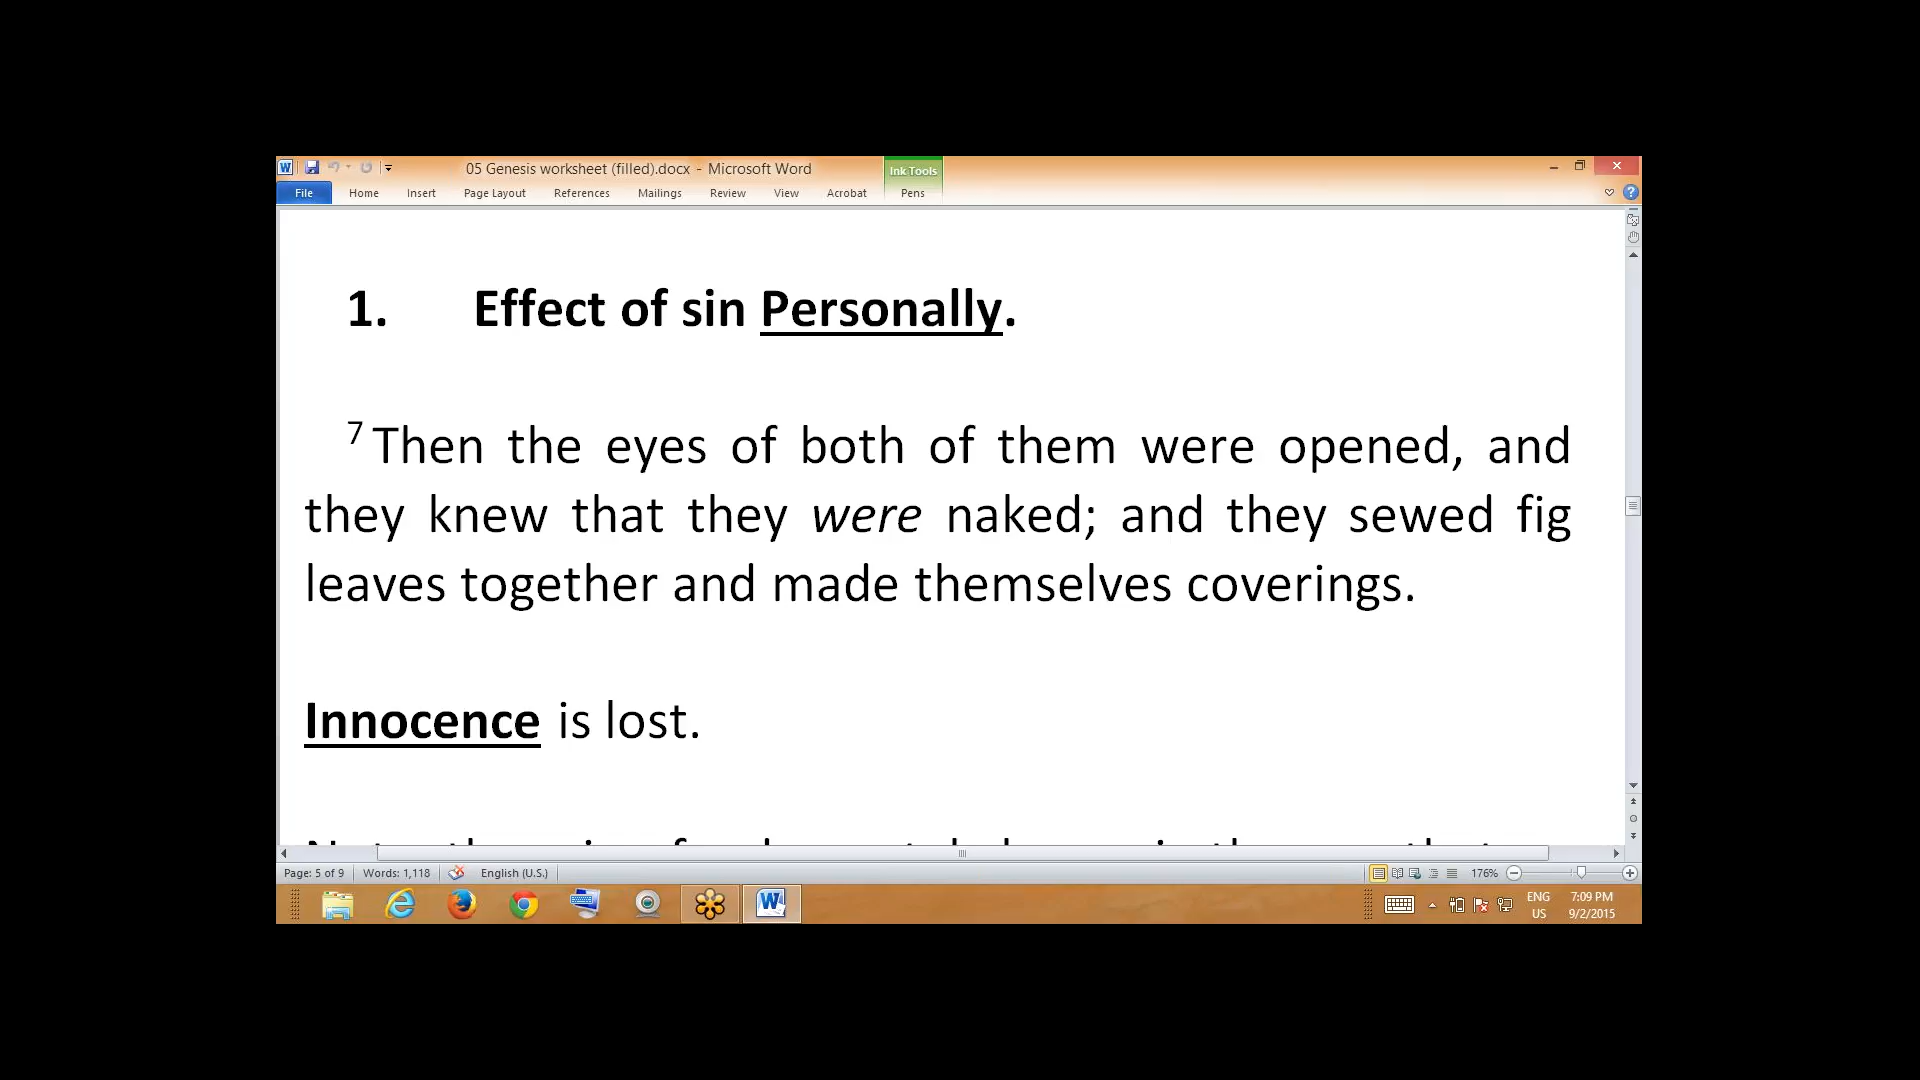 05 Genesis worksheet (filled).docx - Microsoft Word
Ink Tools
File Home Insert Page Layout References Mailings Review View Acrobat Pens
1. Effect of sin Personally.
7 Then the eyes of both of them were opened, and
they knew that they were naked; and they sewed fig
leaves together and made themselves coverings.
Innocence is lost.
Page: 5 of 9 Words: 1,118 English (U.S.) 176%
ENG 7:09 PM
US 9/2/2015